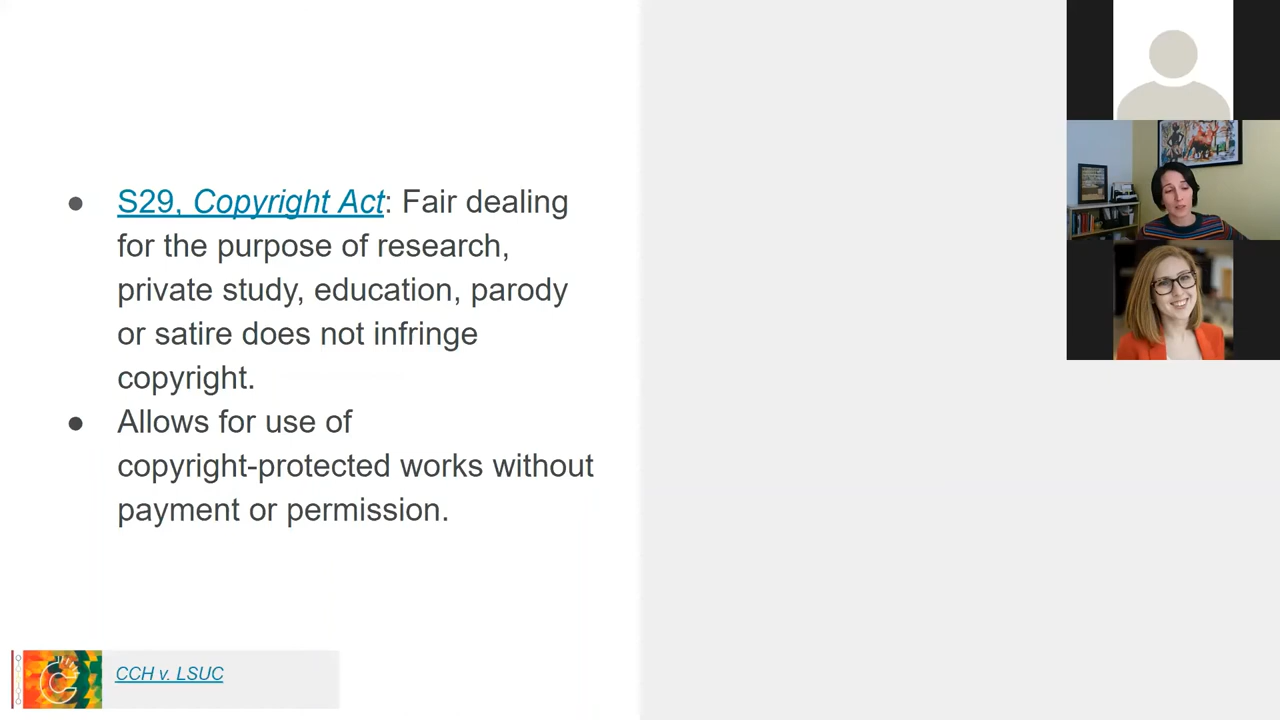 ● S29, Copyright Act: Fair dealing
for the purpose of research,
private study, education, parody
or satire does not infringe
copyright.
● Allows for use of
copyright-protected works without
payment or permission.
CCH v. LSUC